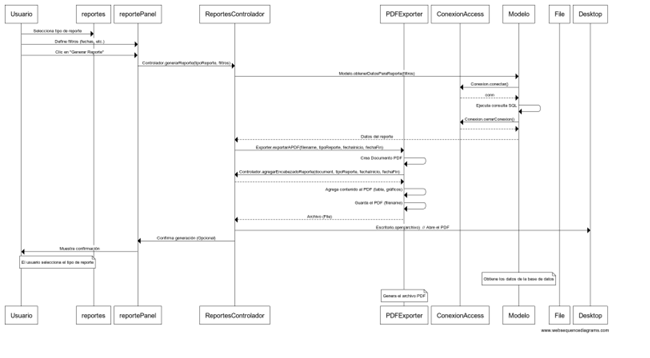 Usuario
reportes
reportePanel
ReportesControlador
PDFExporter
ConexionAccess
Modelo
File
Desktop
Selecciona tipo de reporte
Define filtros (fechas, etc.)
Clic en "Generar Reporte"
Controlador.generarReporte(tipoReporte, filtros)
Modelo.obtenerDatosParaReporte(filtros)
Conexion.conectar()
conn
Ejecuta consulta SQL
Conexion.cerrarConexion()
Datos del reporte
Exporter.exportarAPDF(filename, tipoReporte, fechaInicio, fechaFin)
Crea Documento PDF
Controlador.agregarEncabezadoReporte(document, tipoReporte, fechaInicio, fechaFin)
Agrega contenido al PDF (tabla, gráficos)
Guarda el PDF (filename)
Archivo (File)
Escritorio.open(archivo) // Abre el PDF
Confirma generación (Opcional)
Muestra confirmación
El usuario selecciona el tipo de reporte
Obtiene los datos de la base de datos
Genera el archivo PDF
Usuario
reportes
reportePanel
ReportesControlador
PDFExporter
ConexionAccess
Modelo
File
Desktop
www.websequencediagrams.com